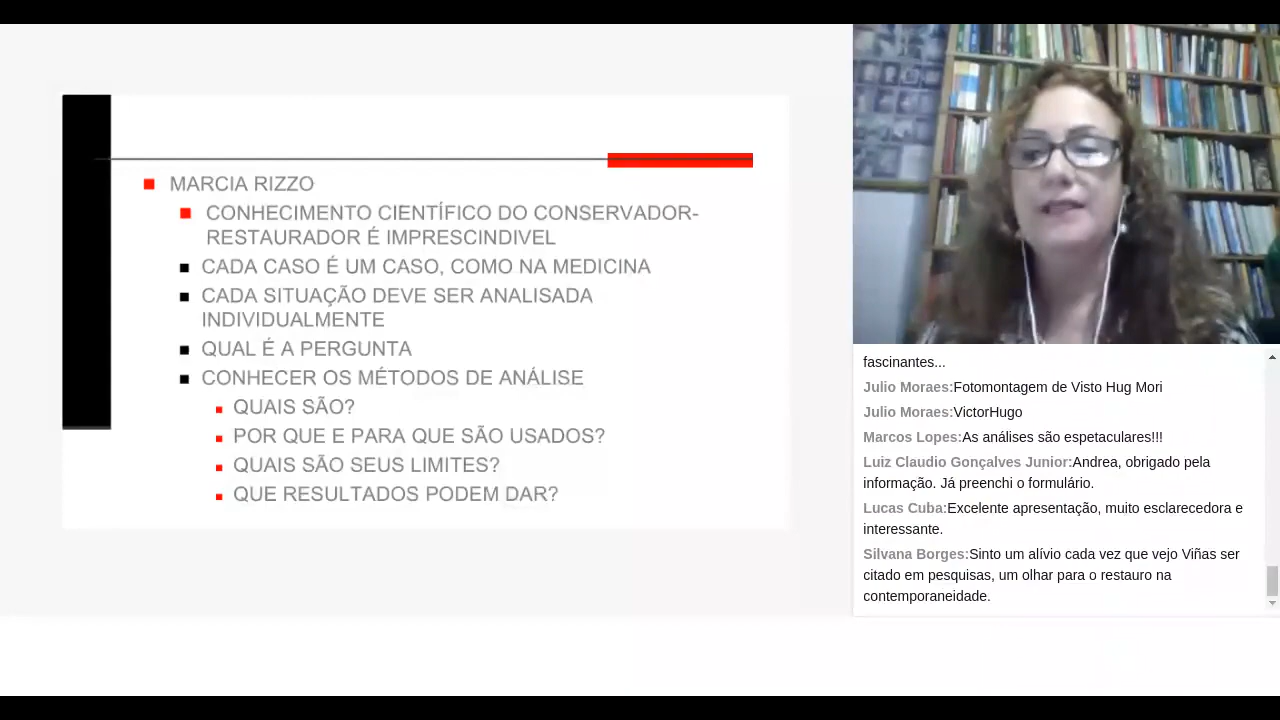 MARCIA RIZZO
CONHECIMENTO CIENTÍFICO DO CONSERVADOR-
RESTAURADOR É IMPRESCINDIVEL
CADA CASO É UM CASO, COMO NA MEDICINA
CADA SITUAÇÃO DEVE SER ANALISADA
INDIVIDUALMENTE
QUAL É A PERGUNTA
CONHECER OS MÉTODOS DE ANÁLISE
QUAIS SÃO?
POR QUE E PARA QUE SÃO USADOS?
QUAIS SÃO SEUS LIMITES?
QUE RESULTADOS PODEM DAR?
fascinantes...
Julio Moraes:Fotomontagem de Visto Hug Mori
Julio Moraes:VictorHugo
Marcos Lopes:As análises são espetaculares!!!
Luiz Claudio Gonçalves Junior:Andrea, obrigado pela
informação. Já preenchi o formulário.
Lucas Cuba:Excelente apresentação, muito esclarecedora e
interessante.
Silvana Borges:Sinto um alívio cada vez que vejo Viñas ser
citado em pesquisas, um olhar para o restauro na
contemporaneidade.